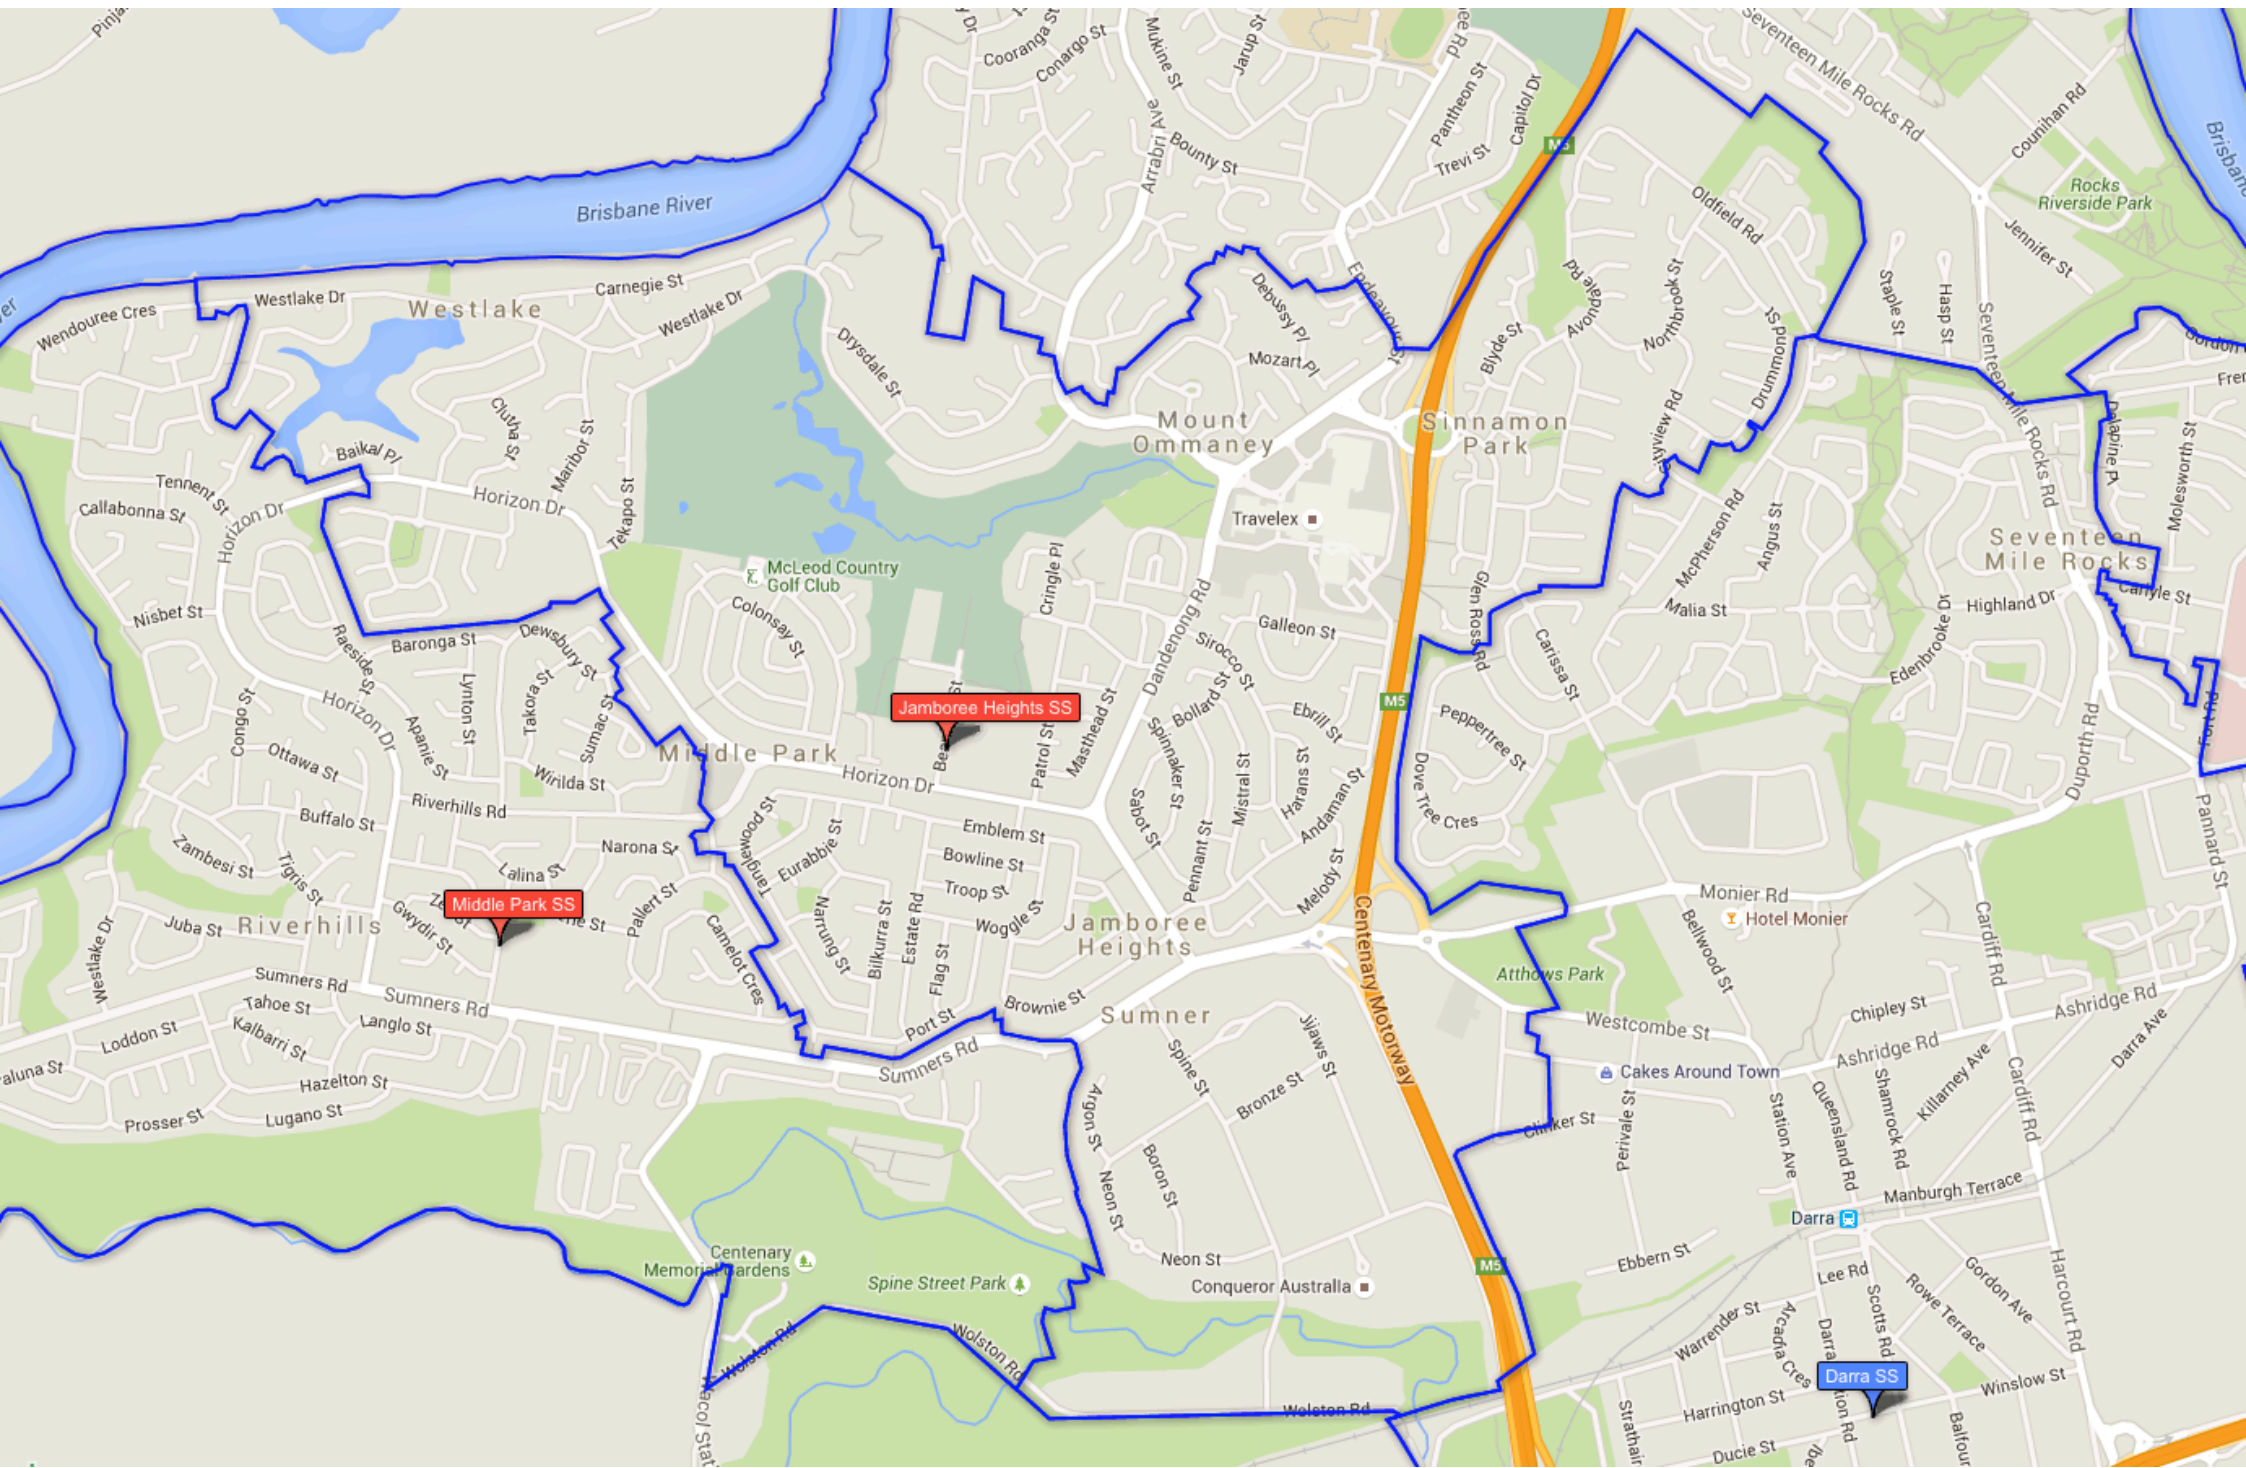 Cooranga St
Conargo St
Mukine St
Jarup St
Pantheon St
Capitol Dr
Trevi St
Arrabri Ave
Bounty St
M5
Seventeen Mile Rocks Rd
Counihan Rd
Rocks
Riverside Park
Jennifer St
Oldfield Rd
Brisbane River
Westlake Dr
Westlake
Carnegie St
Westlake Dr
Wendouree Cres
Drysdale St
Endeavour St
Debussy Pl
Mozart Pl
Blyde St
Avondale Rd
Northbrook St
Drummond St
Staple St
Hasp St
Seventeen Mile Rocks Rd
Clutha St
Maribor St
Baikal Pl
Tekapo St
Horizon Dr
Tennent St
Callabonna St
Horizon Dr
Mount
Ommaney
Sinnamon
Park
Cityview Rd
Travelex
McPherson Rd
Angus St
Dalapine Pl
Molesworth St
Seventeen
Mile Rocks
Carlyle St
Highland Dr
Edenbrooke Dr
Malia St
McLeod Country
Golf Club
Colonsay St
Cringle Pl
Dandenong Rd
Galleon St
Sirocco St
Glen Ross Rd
Carissa St
Nisbet St
Raeside St
Baronga St
Dewsbury St
Lynton St
Takora St
Sumac St
Congo St
Horizon Dr
Apanie St
Ottawa St
Wirilda St
Middle Park
Jamboree Heights SS
Patrol St
Masthead St
Bollard St
Spinnaker St
Ebrill St
M5
Peppertree St
Dove Tree Cres
Fort Rd
Duporth Rd
Horizon Dr
Sabot St
Mistral St
Harans St
Andaman St
Riverhills Rd
Buffalo St
Zambesi St
Tigris St
Narona St
Lalina St
Tanglewood St
Eurabbie St
Emblem St
Bowline St
Troop St
Woggle St
Pennant St
Melody St
Pannard St
Monier Rd
Hotel Monier
Middle Park SS
Gwydir St
Pallert St
Riverhills
Juba St
Westlake Dr
Camelot Cres
Narrung St
Bilkurra St
Estate Rd
Flag St
Jamboree
Heights
Centenary Motorway
Atthows Park
Bellwood St
Cardiff Rd
Sumners Rd
Sumners Rd
Tahoe St
Langlo St
Loddon St
Kalbarri St
Hazelton St
Lugano St
Prosser St
Port St
Brownie St
Sumner
Sumners Rd
Spine St
Jijaws St
Bronze St
Argon St
Boron St
Neon St
Neon St
Westcombe St
Chipley St
Ashridge Rd
Ashridge Rd
Darra Ave
Cakes Around Town
Clinker St
Perivale St
Station Ave
Queensland Rd
Shamrock Rd
Killarney Ave
Cardiff Rd
Manburgh Terrace
Darra
Ebbern St
Lee Rd
Scotts Rd
Rowe Terrace
Gordon Ave
Harcourt Rd
Centenary
Memorial Gardens
Spine Street Park
Conqueror Australia
M5
Wolston Rd
Wolston Rd
Wolston Rd
Warrender St
Arcadia Cres
Darra SS
Winslow St
Harrington St
Ducie St